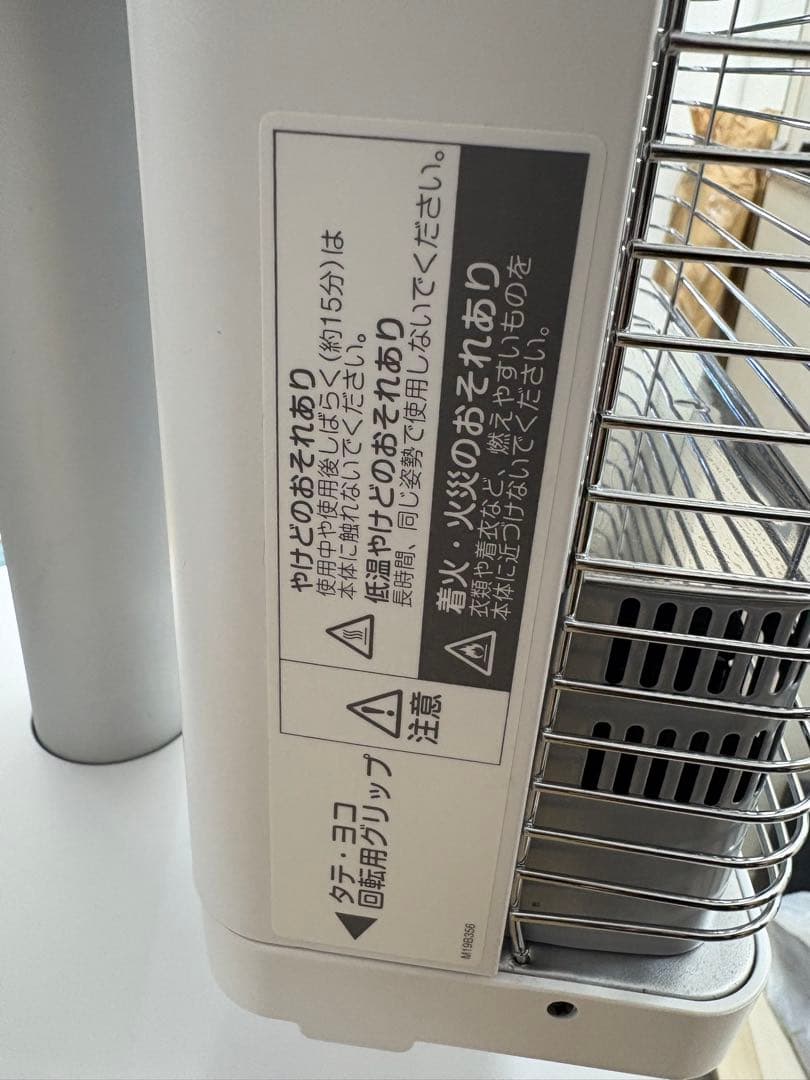 タテ・ヨコ
回転用グリップ
注意
やけどのおそれあり
使用中や使用後しばらく(約15分)は
本体に触れないでください。
低温やけどのおそれあり
長時間、同じ姿勢で使用しないでください。
着火・火災のおそれあり
衣類や着衣など、燃えやすいものを
本体に近づけないでください。
M19B356